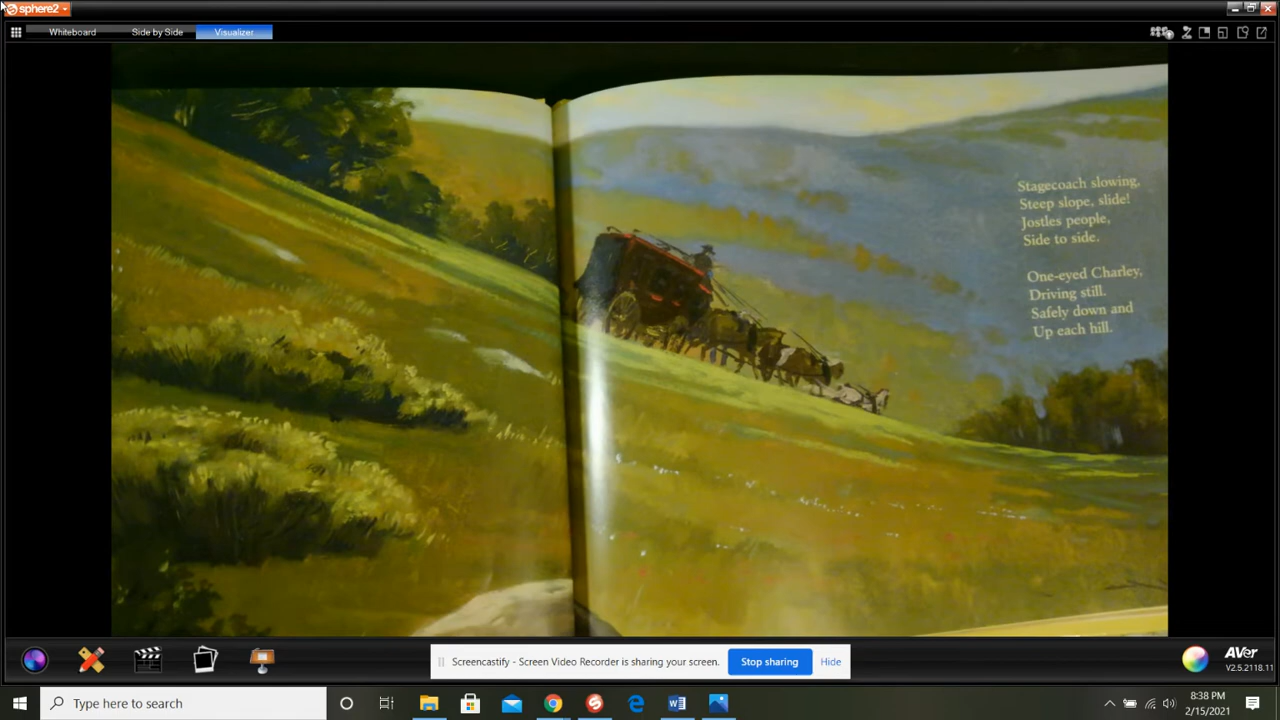 sphere2
Whiteboard
Side by Side
Visualizer
Stagecoach slowing,
Steep slope, slide!
Jostles people,
Side to side.
One-eyed Charley,
Driving still.
Safely down and
Up each hill.
Screencastify - Screen Video Recorder is sharing your screen.
Stop sharing
Hide
AVer
V2.5.2118.11
Type here to search
8:38 PM
2/15/2021